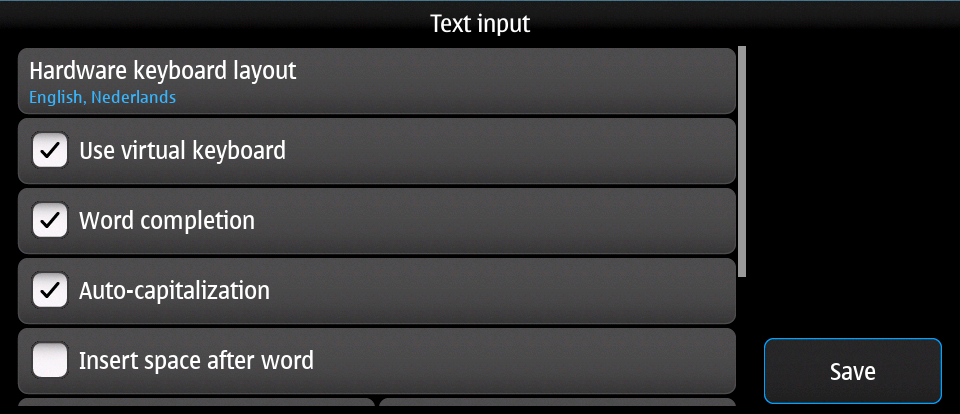 Text input
Hardware keyboard layout
English, Nederlands
Use virtual keyboard
Word completion
Auto-capitalization
Insert space after word
Save